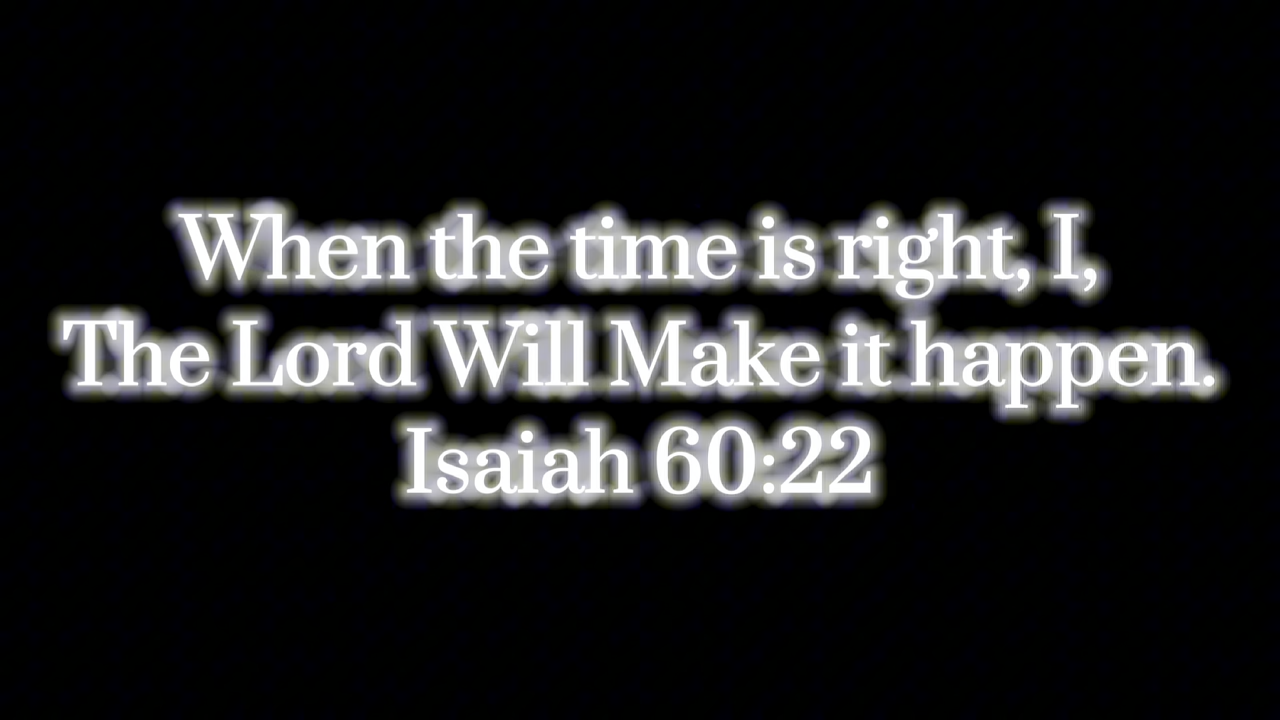 When the time is right, I,
The Lord Will Make it happen.
Isaiah 60:22